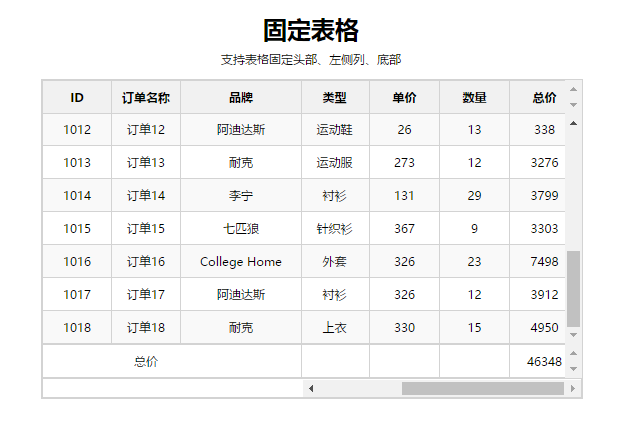 固定表格
支持表格固定头部、左侧列、底部
ID 订单名称 品牌 类型 单价 数量 总价
1012 订单12 阿迪达斯 运动鞋 26 13 338
1013 订单13 耐克 运动服 273 12 3276
1014 订单14 李宁 衬衫 131 29 3799
1015 订单15 七匹狼 针织衫 367 9 3303
1016 订单16 College Home 外套 326 23 7498
1017 订单17 阿迪达斯 衬衫 326 12 3912
1018 订单18 耐克 上衣 330 15 4950
总价 46348